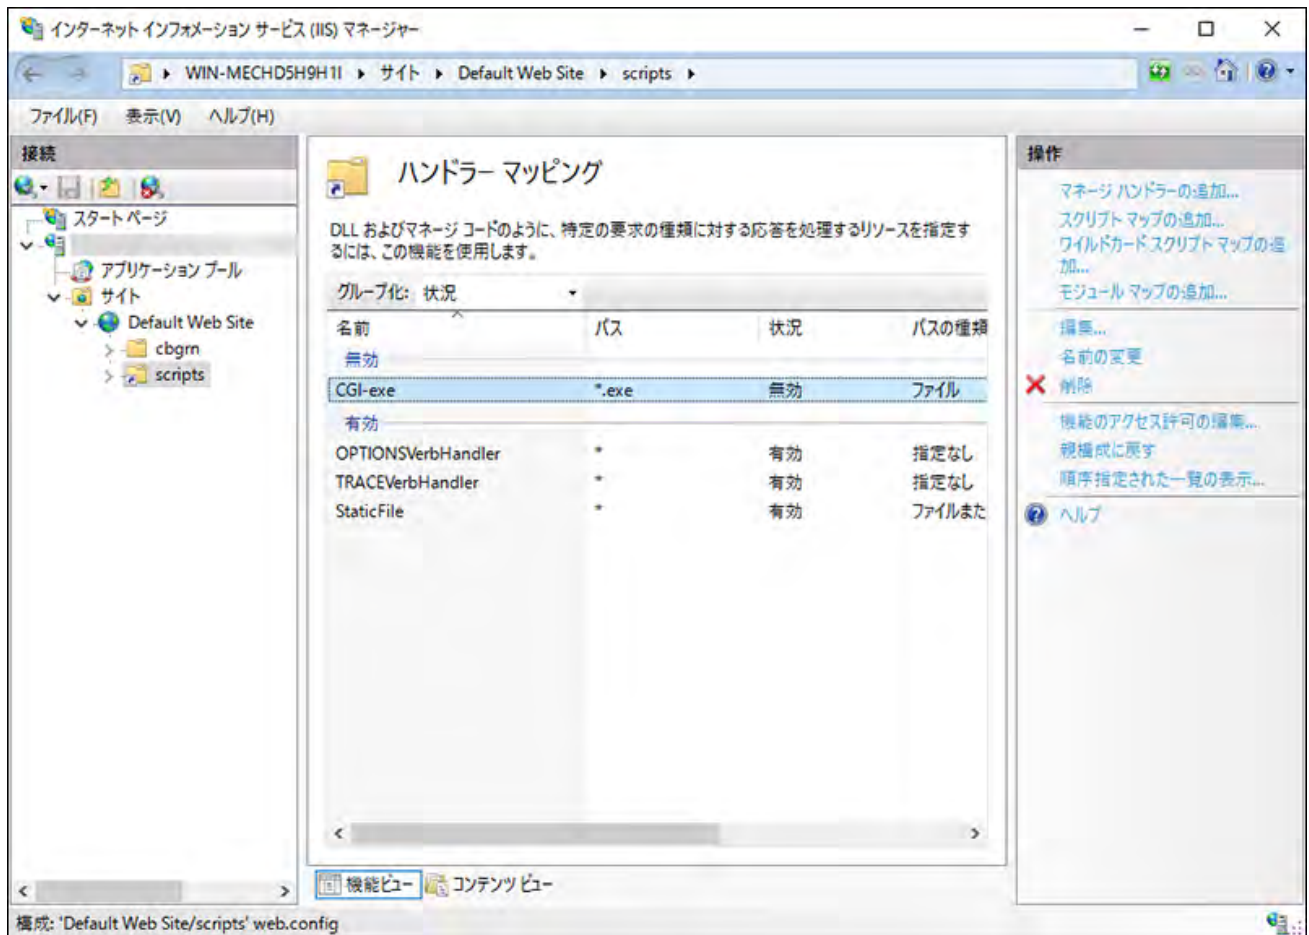 インターネット インフォメーション サービス (IIS) マネージャー
WIN-MECHD5H9H1I ▸ サイト ▸ Default Web Site ▸ scripts ▸
ファイル(F) 表示(V) ヘルプ(H)
接続
スタート ページ
アプリケーション プール
サイト
Default Web Site
cbgrn
scripts
ハンドラー マッピング
DLL およびマネージ コードのように、特定の要求の種類に対する応答を処理するリソースを指定す
るには、この機能を使用します。
グループ化: 状況
名前 パス 状況 パスの種類
無効
CGI-exe *.exe 無効 ファイル
有効
OPTIONSVerbHandler * 有効 指定なし
TRACEVerbHandler * 有効 指定なし
StaticFile * 有効 ファイルまた
機能ビュー コンテンツ ビュー
操作
マネージ ハンドラーの追加...
スクリプト マップの追加...
ワイルドカード スクリプト マップの追
加...
モジュール マップの追加...
編集...
名前の変更
削除
機能のアクセス許可の編集...
親構成に戻す
順序指定された一覧の表示...
ヘルプ
構成: 'Default Web Site/scripts' web.config